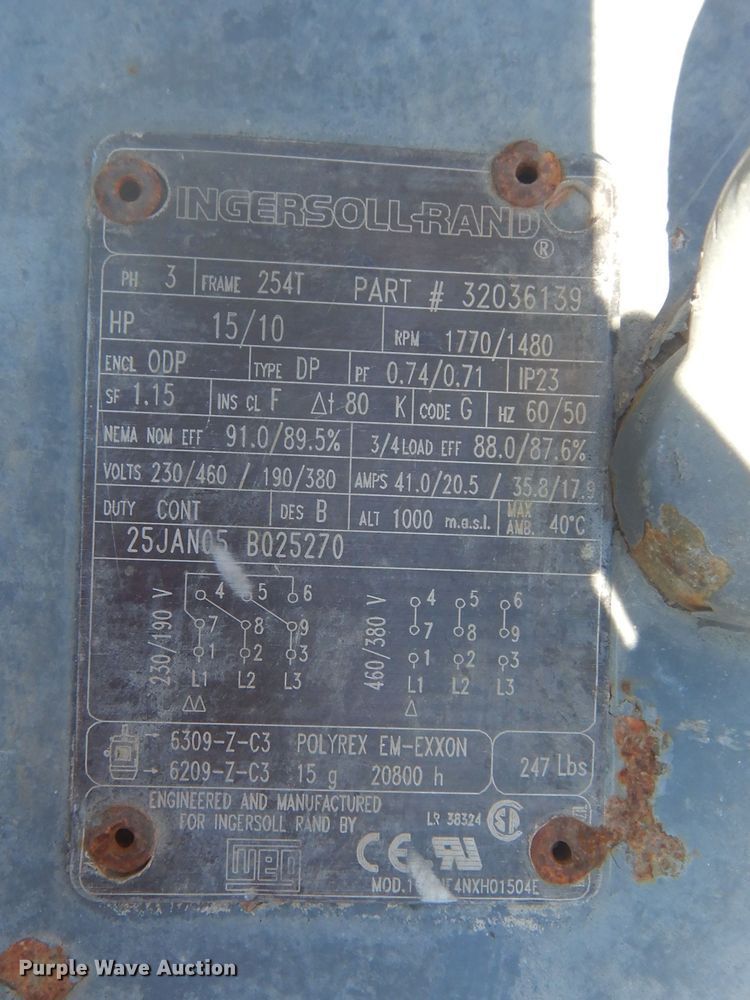 INGERSOLL-RAND ®
PH 3 FRAME 254T PART # 32036139
HP 15/10 RPM 1770/1480
ENCL ODP TYPE DP PF 0.74/0.71 IP23
SF 1.15 INS CL F Δt 80 K CODE G HZ 60/50
NEMA NOM EFF 91.0/89.5% 3/4 LOAD EFF 88.0/87.6%
VOLTS 230/460 / 190/380 AMPS 41.0/20.5 / 35.8/17.9
DUTY CONT DES B ALT 1000 m.a.s.l. MAX AMB. 40°C
25JAN05 BQ25270
230/190 V
4 5 6
7 8 9
1 2 3
L1 L2 L3
ΔΔ
460/380 V
4 5 6
7 8 9
1 2 3
L1 L2 L3
Δ
6309-Z-C3 POLYREX EM-EXXON
6209-Z-C3 15 g 20800 h
247 Lbs
ENGINEERED AND MANUFACTURED
FOR INGERSOLL RAND BY
LR 38324
WEG
CE
Purple Wave Auction